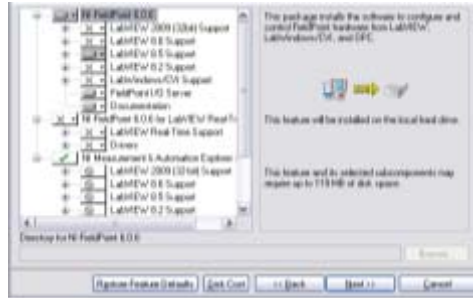 NI FieldPoint 6.0.6
LabVIEW 2009 (32bit) Support
LabVIEW 8.6 Support
LabVIEW 8.5 Support
LabVIEW 8.2 Support
LabWindows/CVI Support
FieldPoint I/O Server
Documentation
NI FieldPoint 6.0.6 for LabVIEW Real-T
LabVIEW Real-Time Support
Drivers
NI Measurement & Automation Explorer
LabVIEW 2009 (32bit) Support
LabVIEW 8.6 Support
LabVIEW 8.5 Support
LabVIEW 8.2 Support
This package installs the software to configure and
control FieldPoint hardware from LabVIEW,
LabWindows/CVI, and OPC.
This feature will be installed on the local hard drive.
This feature and its selected subcomponents may
require up to 119 MB of disk space.
Directory for NI FieldPoint 6.0.6
Browse...
Restore Feature Defaults
Disk Cost
<< Back
Next >>
Cancel